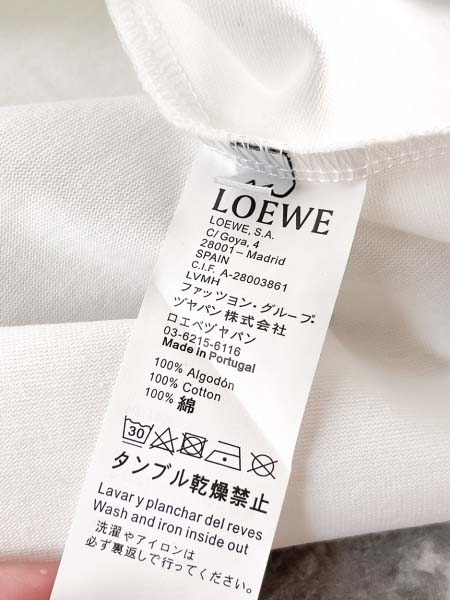 LOEWE
LOEWE, S.A.
C/ Goya, 4
28001 – Madrid
SPAIN
C.I.F. A-28003861
LVMH
ファッツヨン・グループ・
ヅヤパン株式会社
ロエベヅヤパン
03-6215-6116
Made in Portugal
100% Algodón
100% Cotton
100% 綿
30
タンブル乾燥禁止
Lavar y planchar del reves
Wash and iron inside out
洗濯やアイロンは
必ず裏返しで行ってください。